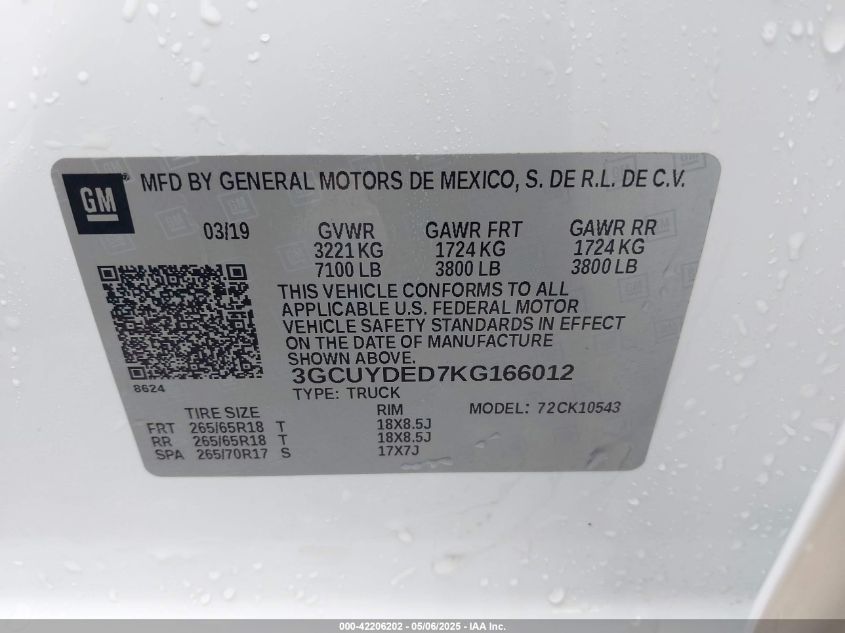 GM
MFD BY GENERAL MOTORS DE MEXICO, S. DE R.L. DE C.V.
03/19 GVWR GAWR FRT GAWR RR
3221 KG 1724 KG 1724 KG
7100 LB 3800 LB 3800 LB
THIS VEHICLE CONFORMS TO ALL
APPLICABLE U.S. FEDERAL MOTOR
VEHICLE SAFETY STANDARDS IN EFFECT
ON THE DATE OF MANUFACTURE
SHOWN ABOVE.
8624
3GCUYDED7KG166012
TYPE: TRUCK
TIRE SIZE RIM MODEL: 72CK10543
FRT 265/65R18 T 18X8.5J
RR 265/65R18 T 18X8.5J
SPA 265/70R17 S 17X7J
000-42206202 - 05/06/2025 - IAA Inc.